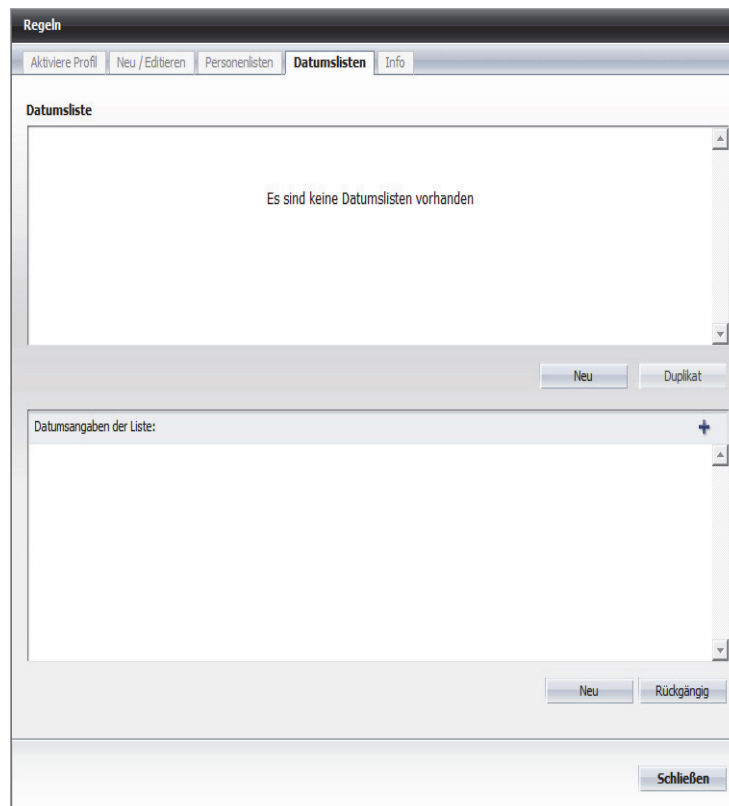 Regeln
Aktiviere Profil Neu / Editieren Personenlisten Datumslisten Info
Datumsliste
Es sind keine Datumslisten vorhanden
Neu Duplikat
Datumsangaben der Liste:
Neu Rückgängig
Schließen